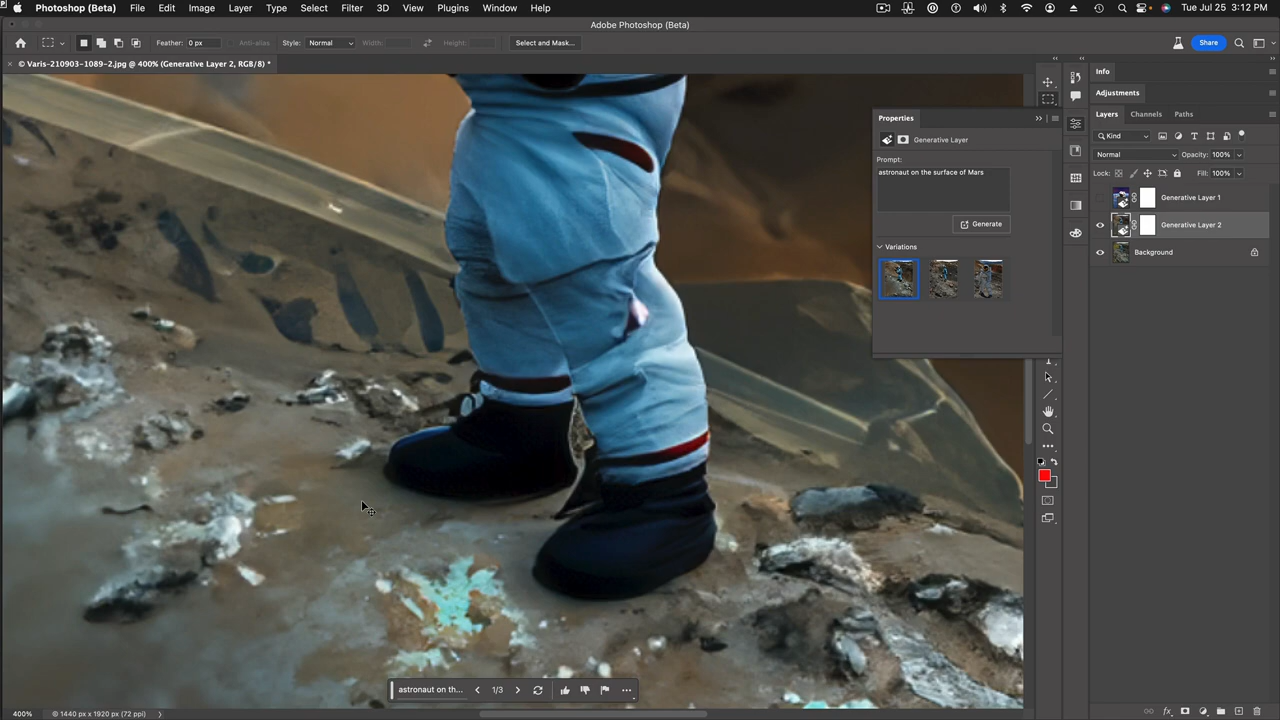 Photoshop (Beta) File Edit Image Layer Type Select Filter 3D View Plugins Window Help Tue Jul 25 3:12 PM
Adobe Photoshop (Beta)
Feather: 0 px Anti-alias Style: Normal Width: Height: Select and Mask... Share
× © Varis-210903-1089-2.jpg @ 400% (Generative Layer 2, RGB/8) *
Info
Adjustments
Layers Channels Paths
Kind
Normal Opacity: 100%
Lock: Fill: 100%
Generative Layer 1
Generative Layer 2
Background
Properties
Generative Layer
Prompt:
astronaut on the surface of Mars
Generate
Variations
astronaut on th... 1/3
400% © 1440 px x 1920 px (72 ppi)